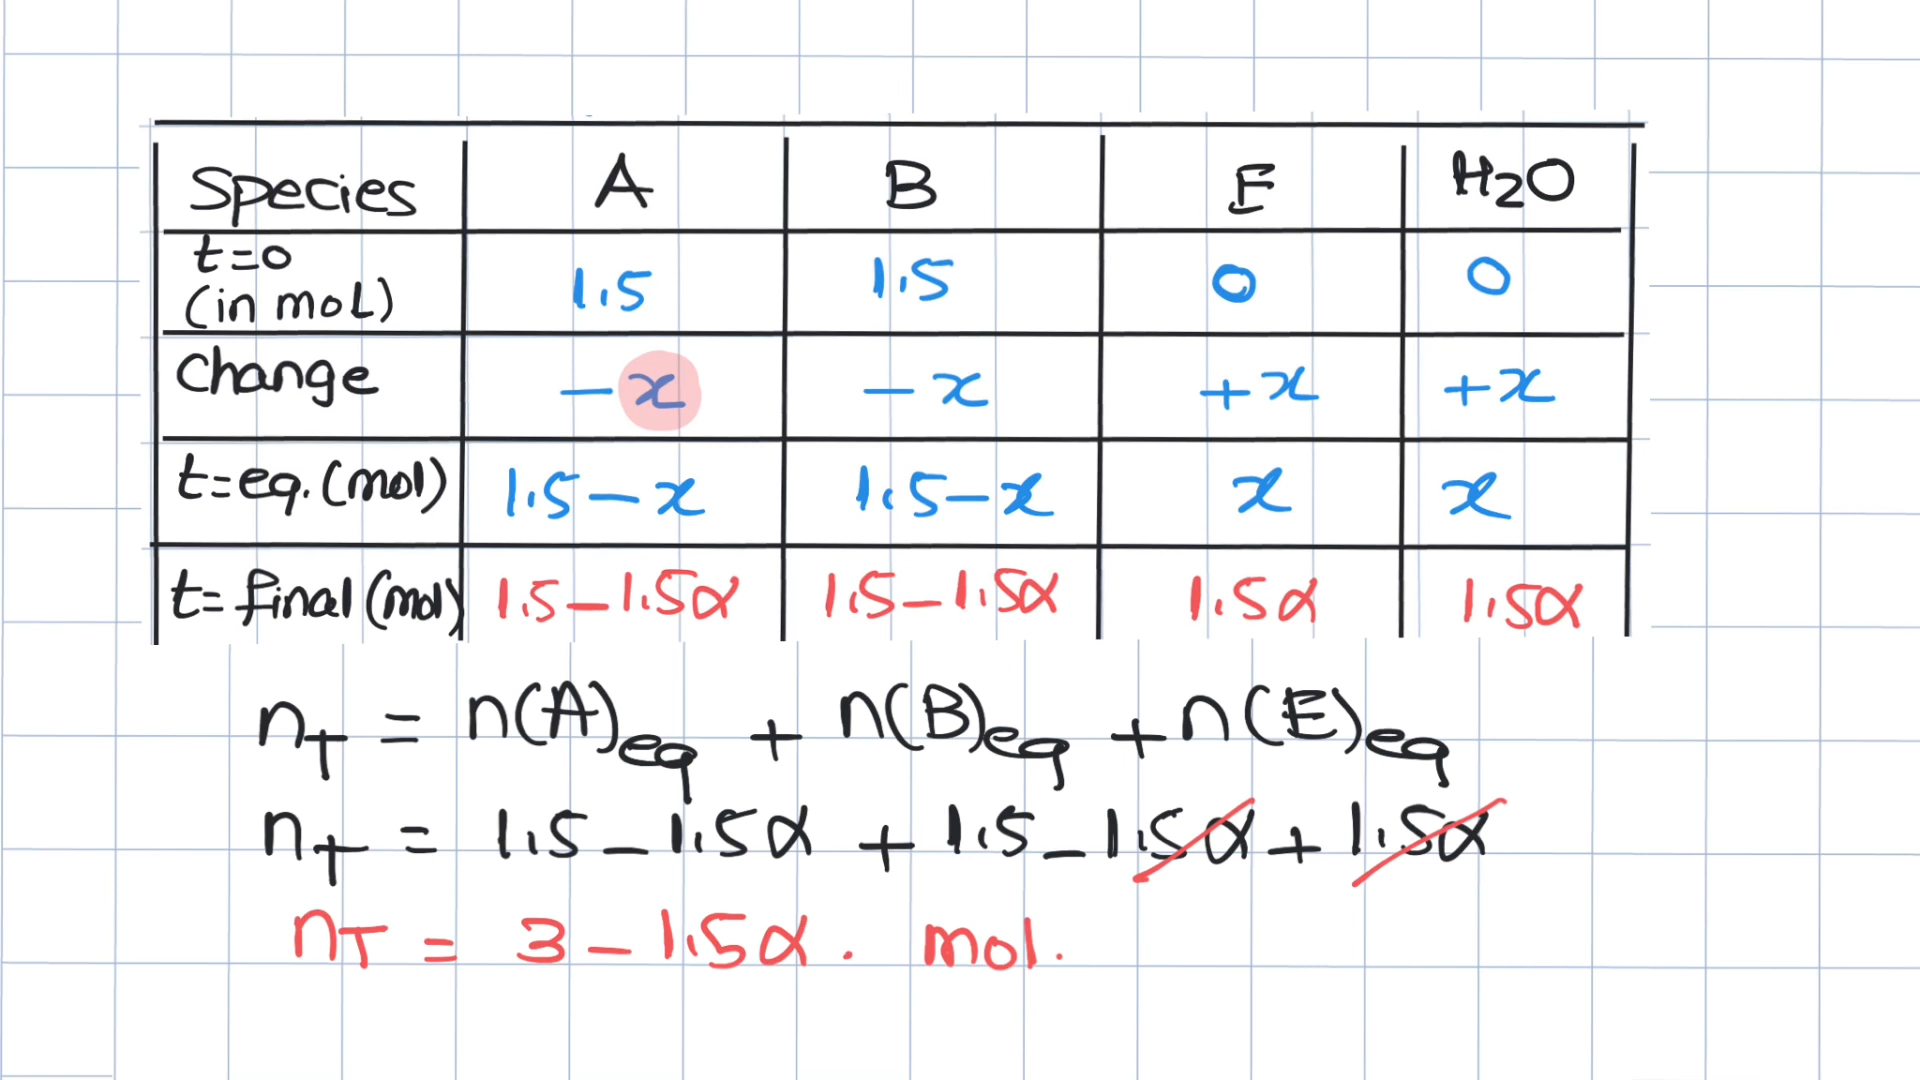 Species A B E H2O
t=0 (in mol) 1.5 1.5 0 0
Change -x -x +x +x
t=eq.(mol) 1.5-x 1.5-x x x
t=final(mol) 1.5-1.5α 1.5-1.5α 1.5α 1.5α
nT = n(A)eq + n(B)eq + n(E)eq
nT = 1.5-1.5α + 1.5-1.5α + 1.5α
nT = 3-1.5α. mol.